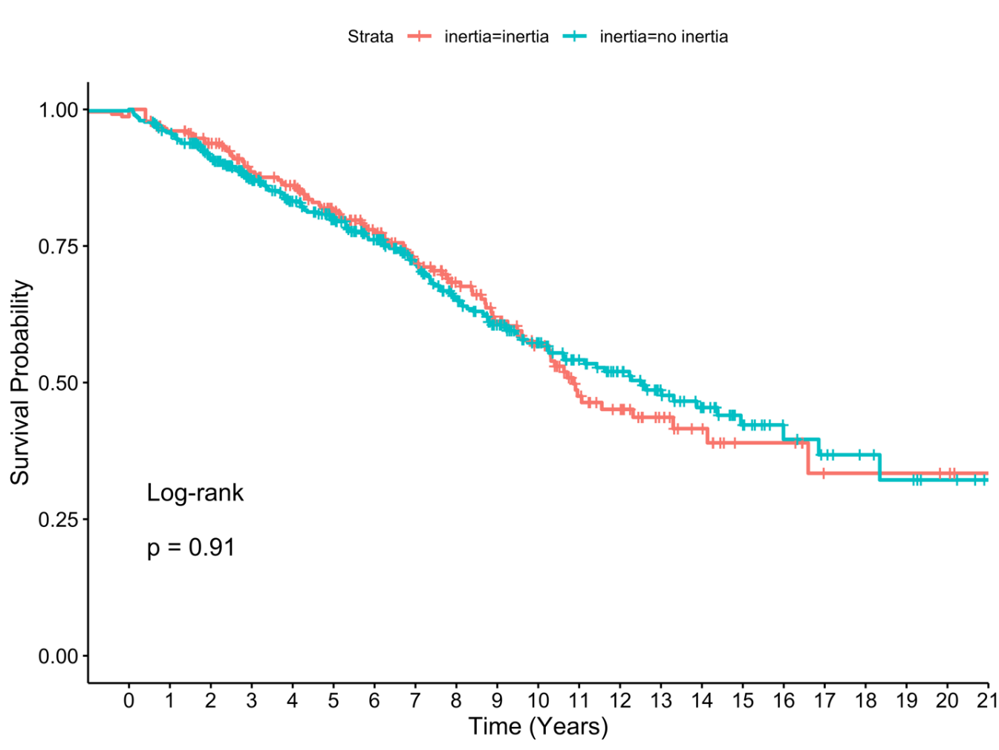 Strata inertia=inertia inertia=no inertia
1.00
0.75
0.50
0.25
0.00
Survival Probability
Log-rank
p = 0.91
0 1 2 3 4 5 6 7 8 9 10 11 12 13 14 15 16 17 18 19 20 21
Time (Years)